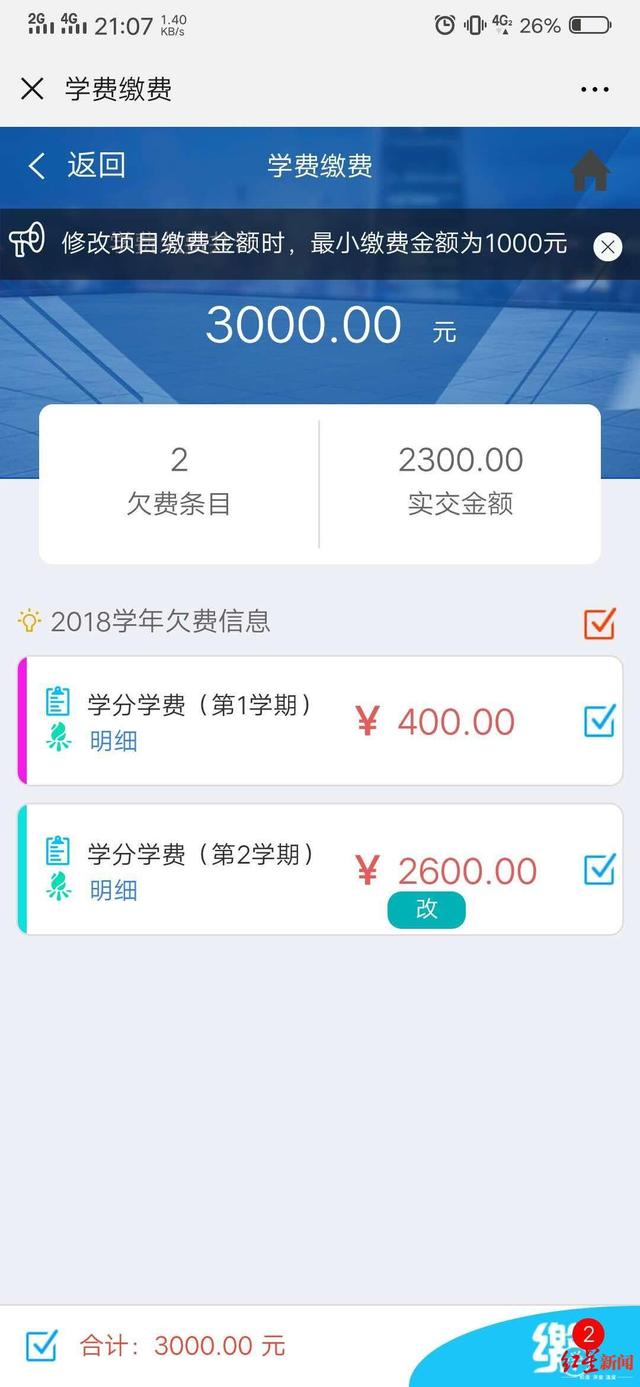 2G 4G 21:07 1.40 KB/s 4G2 26%
学费缴费
返回 学费缴费
修改项目缴费金额时，最小缴费金额为1000元
3000.00 元
2 2300.00
欠费条目 实交金额
2018学年欠费信息
学分学费（第1学期） ¥ 400.00
明细
学分学费（第2学期） ¥ 2600.00
明细 改
合计：3000.00 元
缴
2
红星新闻